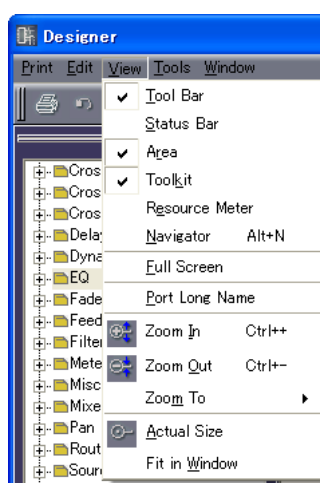 Designer
Print Edit View Tools Window
Tool Bar
Status Bar
Area
Toolkit
Resource Meter
Navigator Alt+N
Full Screen
Port Long Name
Zoom In Ctrl++
Zoom Out Ctrl+-
Zoom To
Actual Size
Fit in Window
Cros
Cros
Cros
Delay
Dyna
EQ
Fade
Feed
Filter
Mete
Misc
Mixe
Pan
Rout
Sour